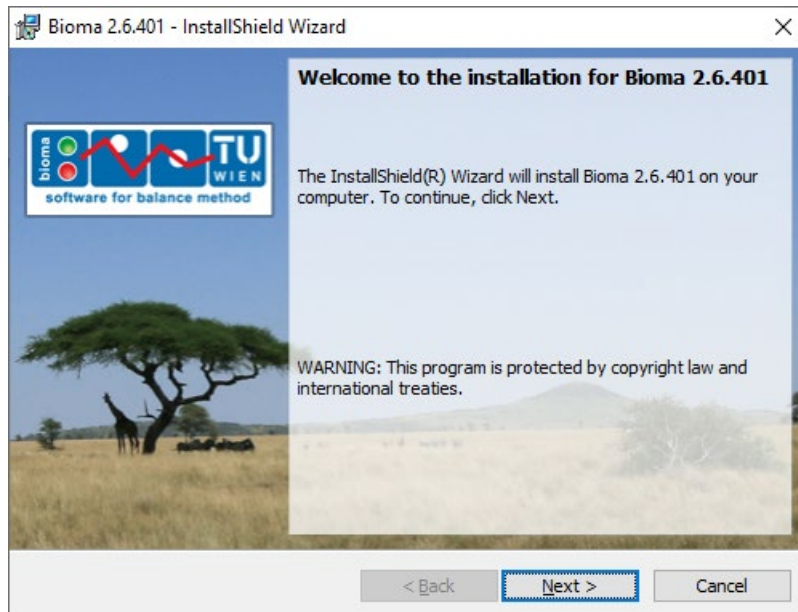 Bioma 2.6.401 - InstallShield Wizard
Welcome to the installation for Bioma 2.6.401
bioma
TU
WIEN
software for balance method
The InstallShield(R) Wizard will install Bioma 2.6.401 on your
computer. To continue, click Next.
WARNING: This program is protected by copyright law and
international treaties.
< Back
Next >
Cancel